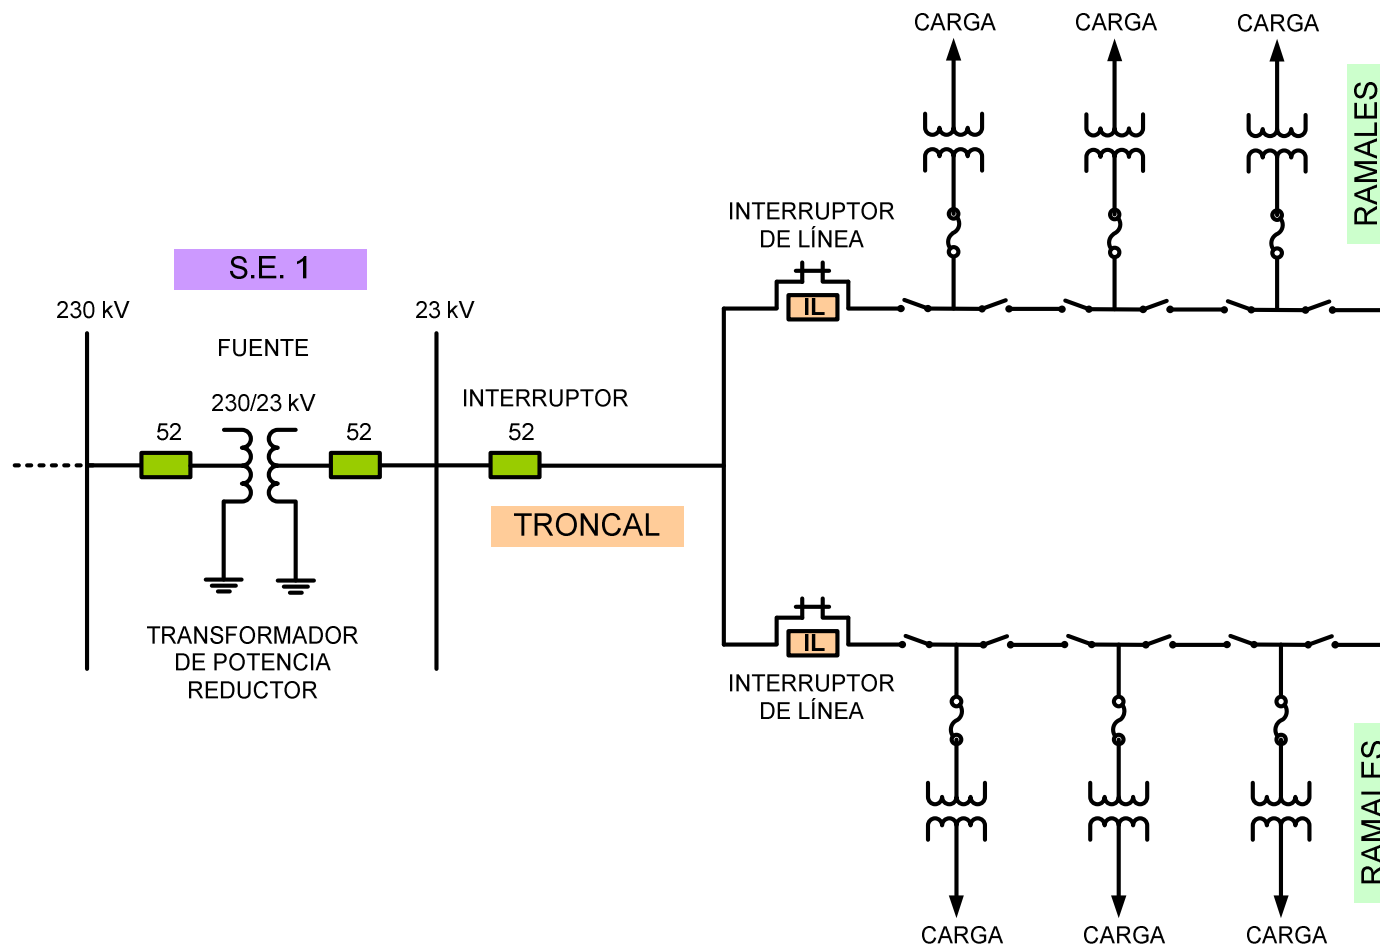 CARGA
CARGA
CARGA
RAMALES
INTERRUPTOR
DE LÍNEA
IL
S.E. 1
230 kV
23 kV
FUENTE
230/23 kV
INTERRUPTOR
52
52
52
TRONCAL
TRANSFORMADOR
DE POTENCIA
REDUCTOR
IL
INTERRUPTOR
DE LÍNEA
RAMALES
CARGA
CARGA
CARGA